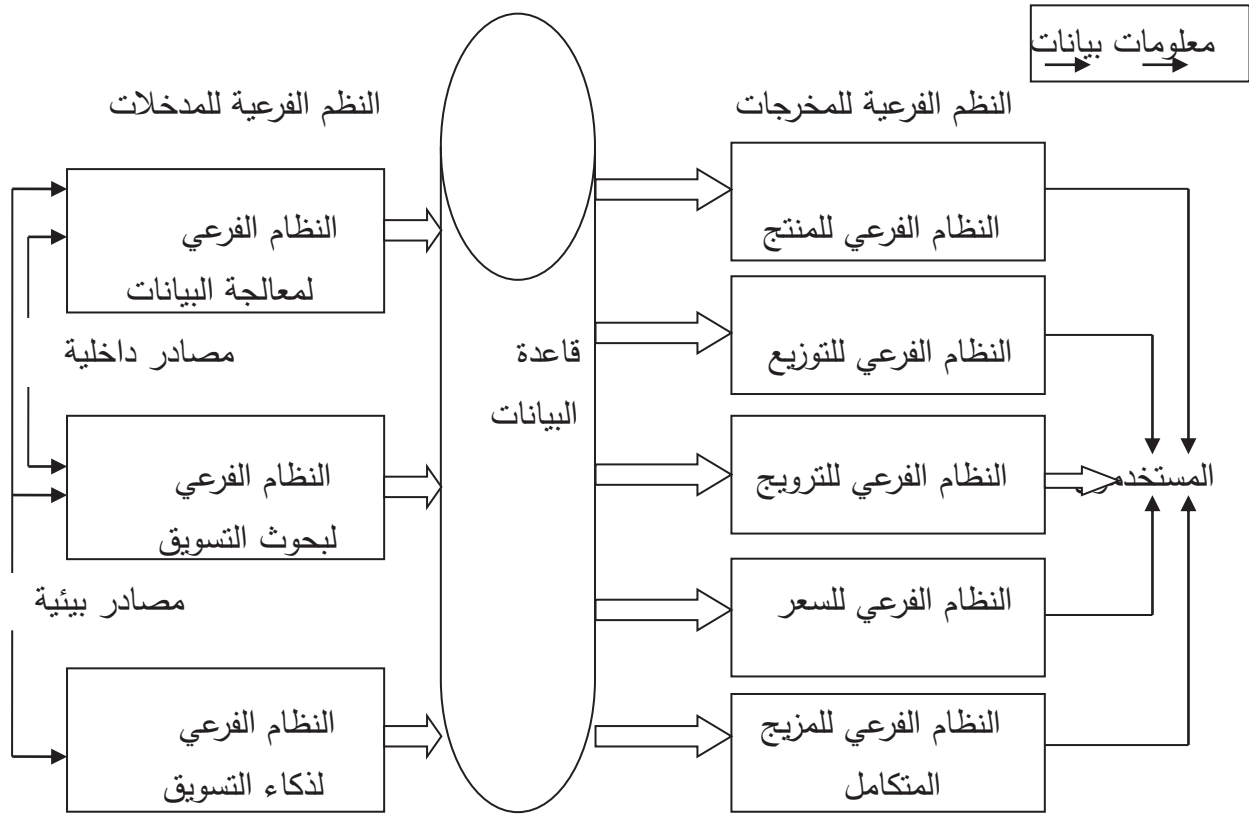 معلومات بيانات
النظم الفرعية للمخرجات
النظم الفرعية للمدخلات
النظام الفرعي للمنتج
النظام الفرعي
لمعالجة البيانات
النظام الفرعي للتوزيع
قاعدة
البيانات
مصادر داخلية
النظام الفرعي للترويج
المستخدمون
النظام الفرعي
لبحوث التسويق
النظام الفرعي للسعر
مصادر بيئية
النظام الفرعي للمزيج
المتكامل
النظام الفرعي
لذكاء التسويق